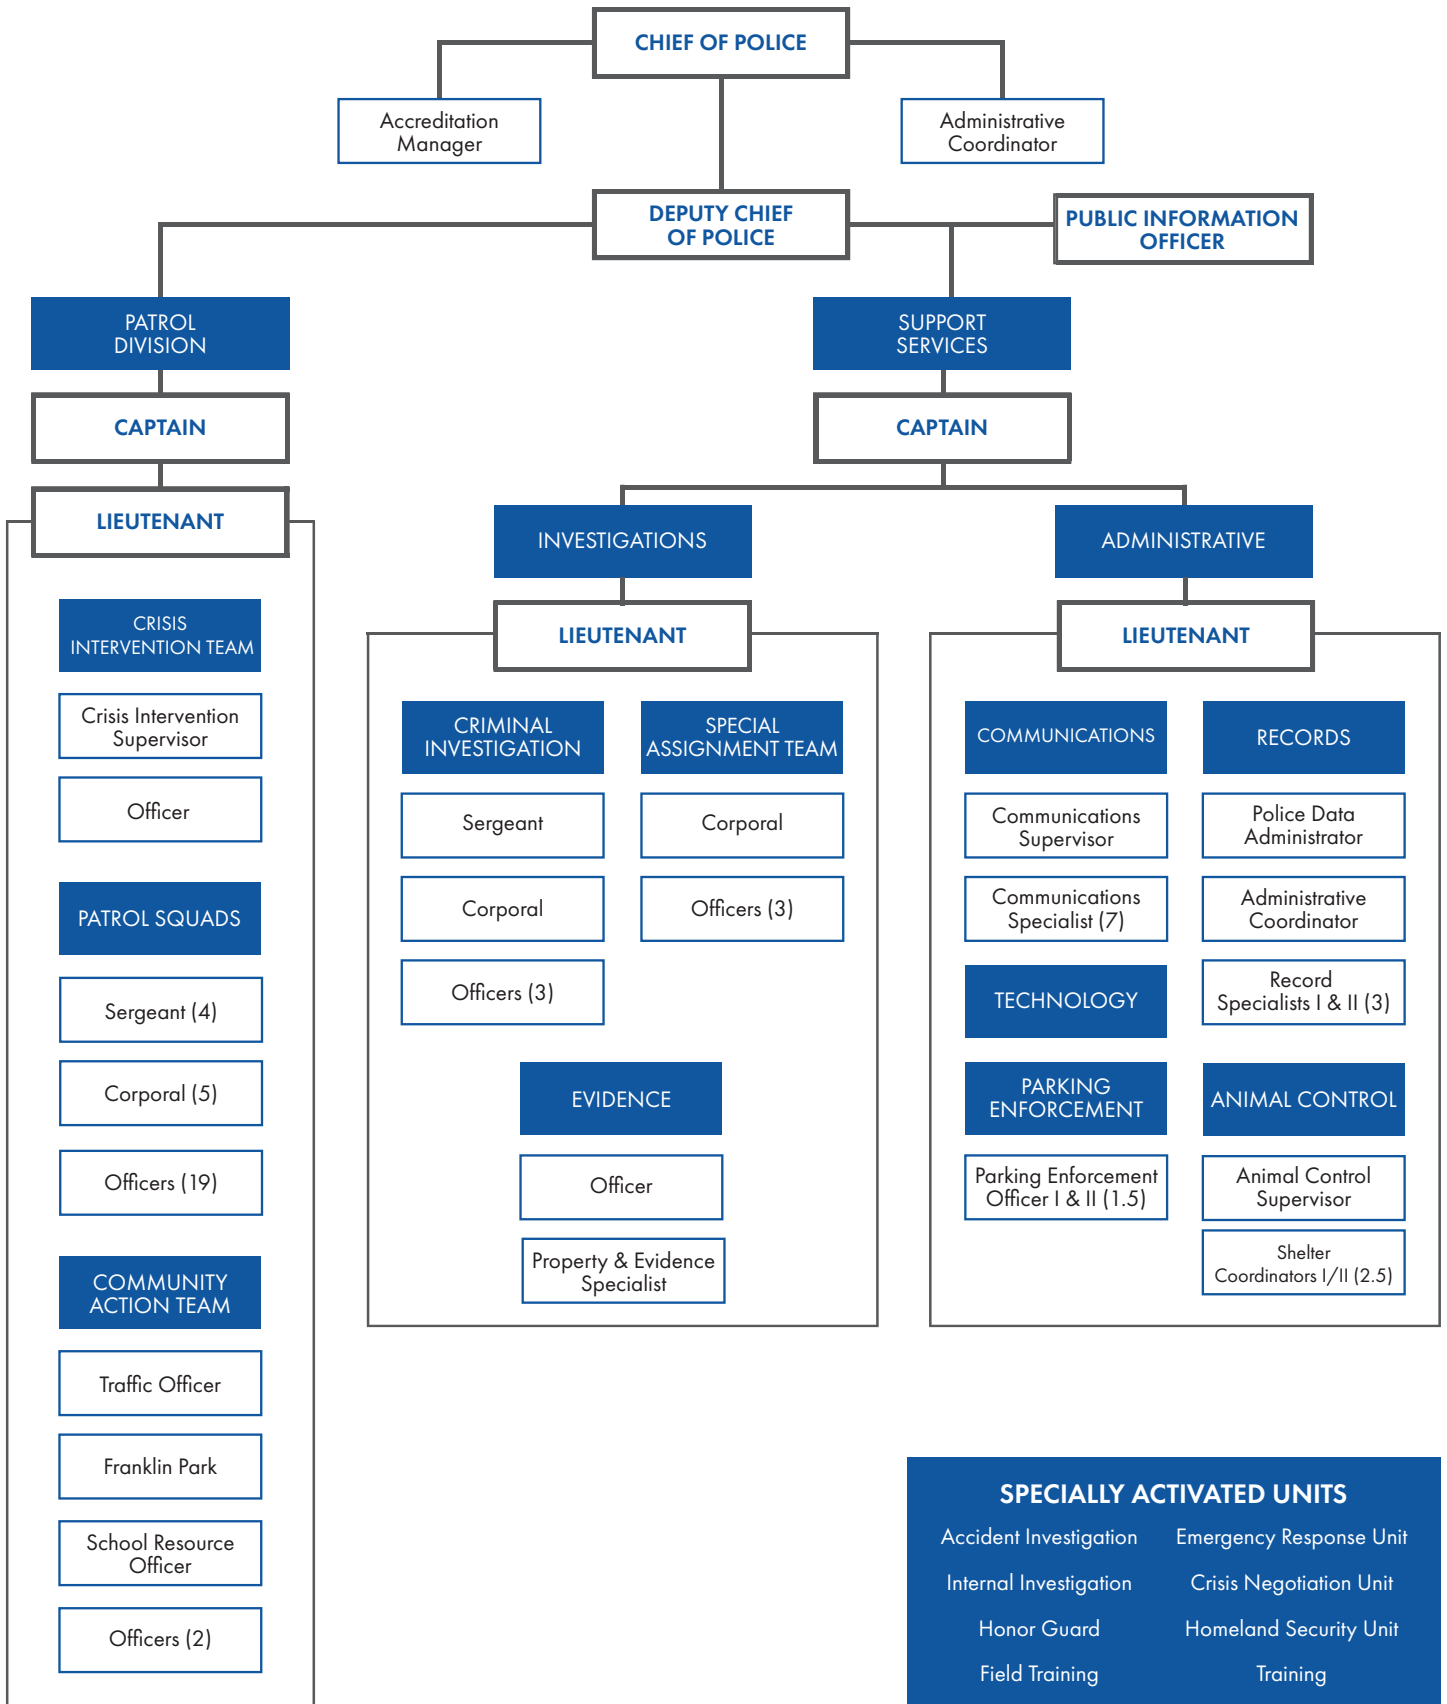 CHIEF OF POLICE
Accreditation
Manager
Administrative
Coordinator
DEPUTY CHIEF
OF POLICE
PUBLIC INFORMATION
OFFICER
PATROL
DIVISION
CAPTAIN
LIEUTENANT
CRISIS
INTERVENTION TEAM
Crisis Intervention
Supervisor
Officer
PATROL SQUADS
Sergeant (4)
Corporal (5)
Officers (19)
COMMUNITY
ACTION TEAM
Traffic Officer
Franklin Park
School Resource
Officer
Officers (2)
SUPPORT
SERVICES
CAPTAIN
INVESTIGATIONS
LIEUTENANT
CRIMINAL
INVESTIGATION
Sergeant
Corporal
Officers (3)
SPECIAL
ASSIGNMENT TEAM
Corporal
Officers (3)
EVIDENCE
Officer
Property & Evidence
Specialist
ADMINISTRATIVE
LIEUTENANT
COMMUNICATIONS
Communications
Supervisor
Communications
Specialist (7)
TECHNOLOGY
PARKING
ENFORCEMENT
Parking Enforcement
Officer I & II (1.5)
RECORDS
Police Data
Administrator
Administrative
Coordinator
Record
Specialists I & II (3)
ANIMAL CONTROL
Animal Control
Supervisor
Shelter
Coordinators I/II (2.5)
SPECIALLY ACTIVATED UNITS
Accident Investigation
Internal Investigation
Honor Guard
Field Training
Emergency Response Unit
Crisis Negotiation Unit
Homeland Security Unit
Training